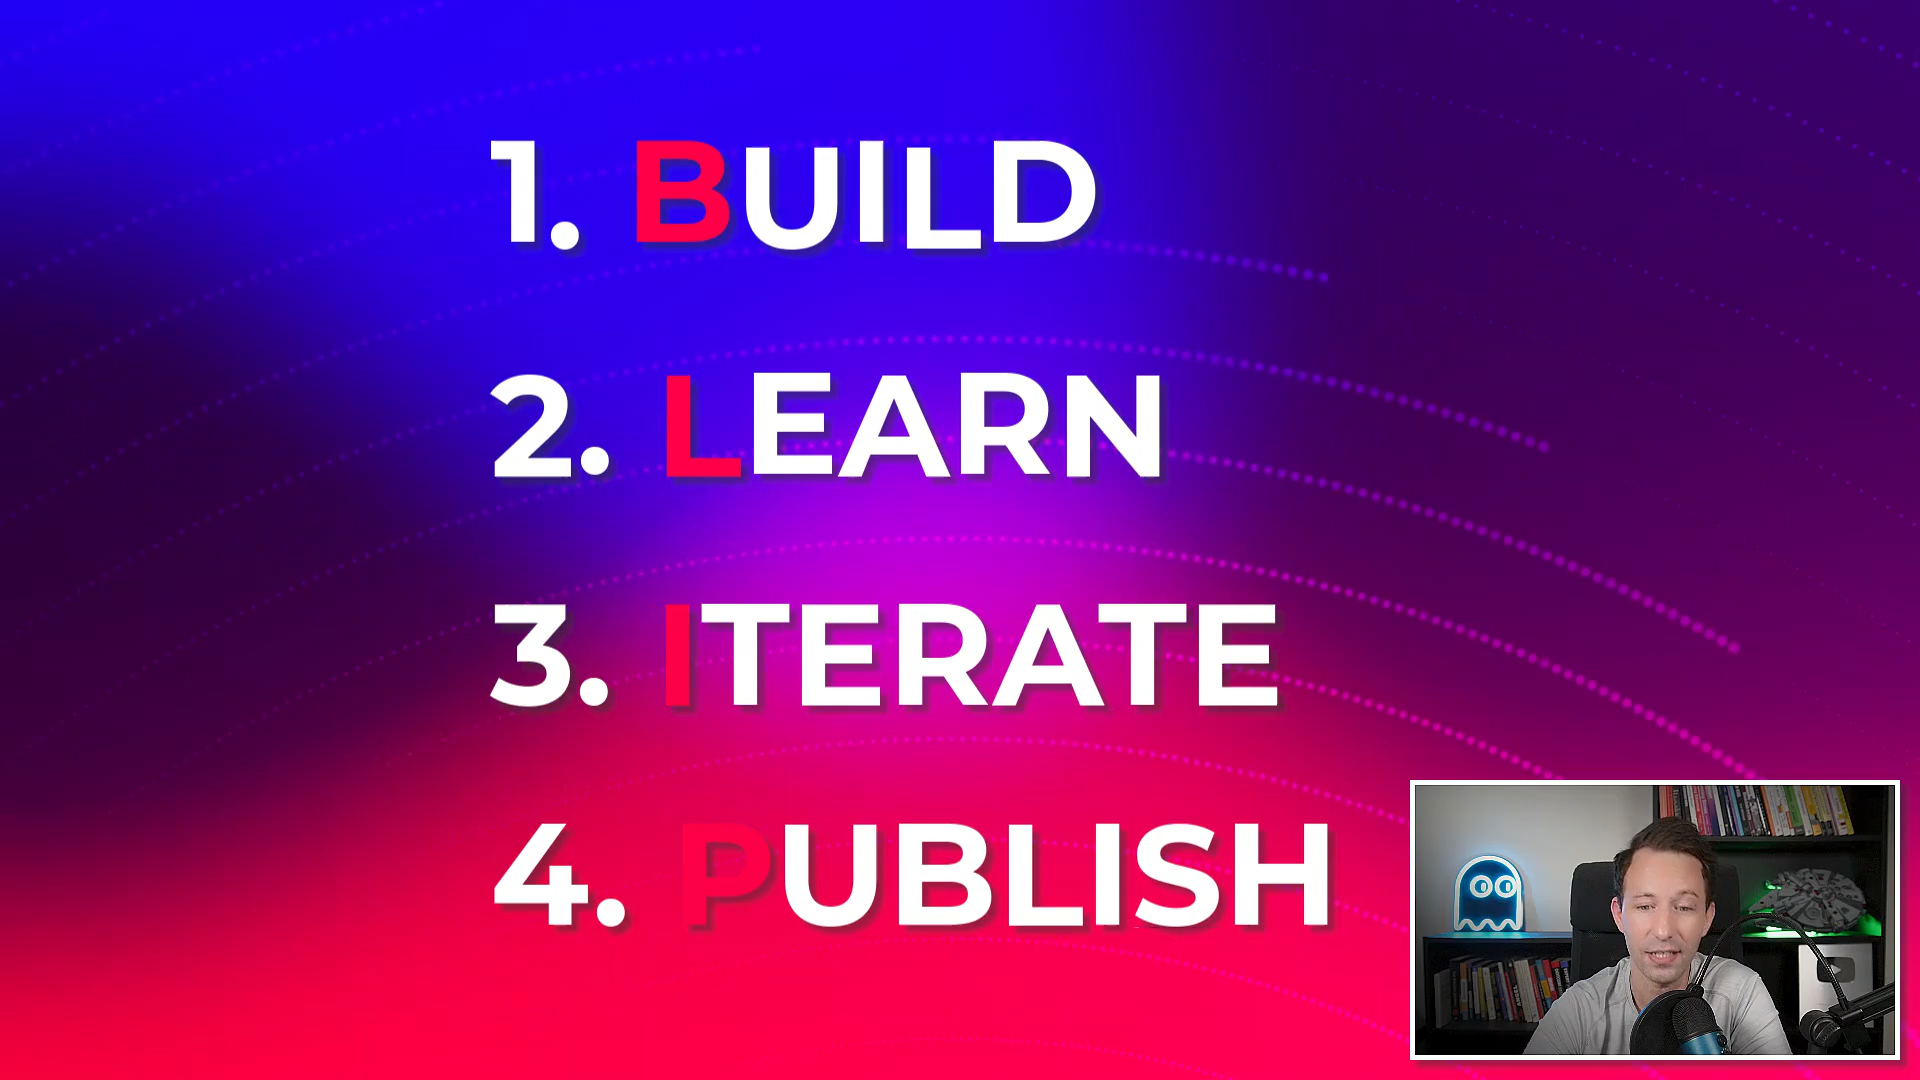 1. BUILD
2. LEARN
3. ITERATE
4. PUBLISH